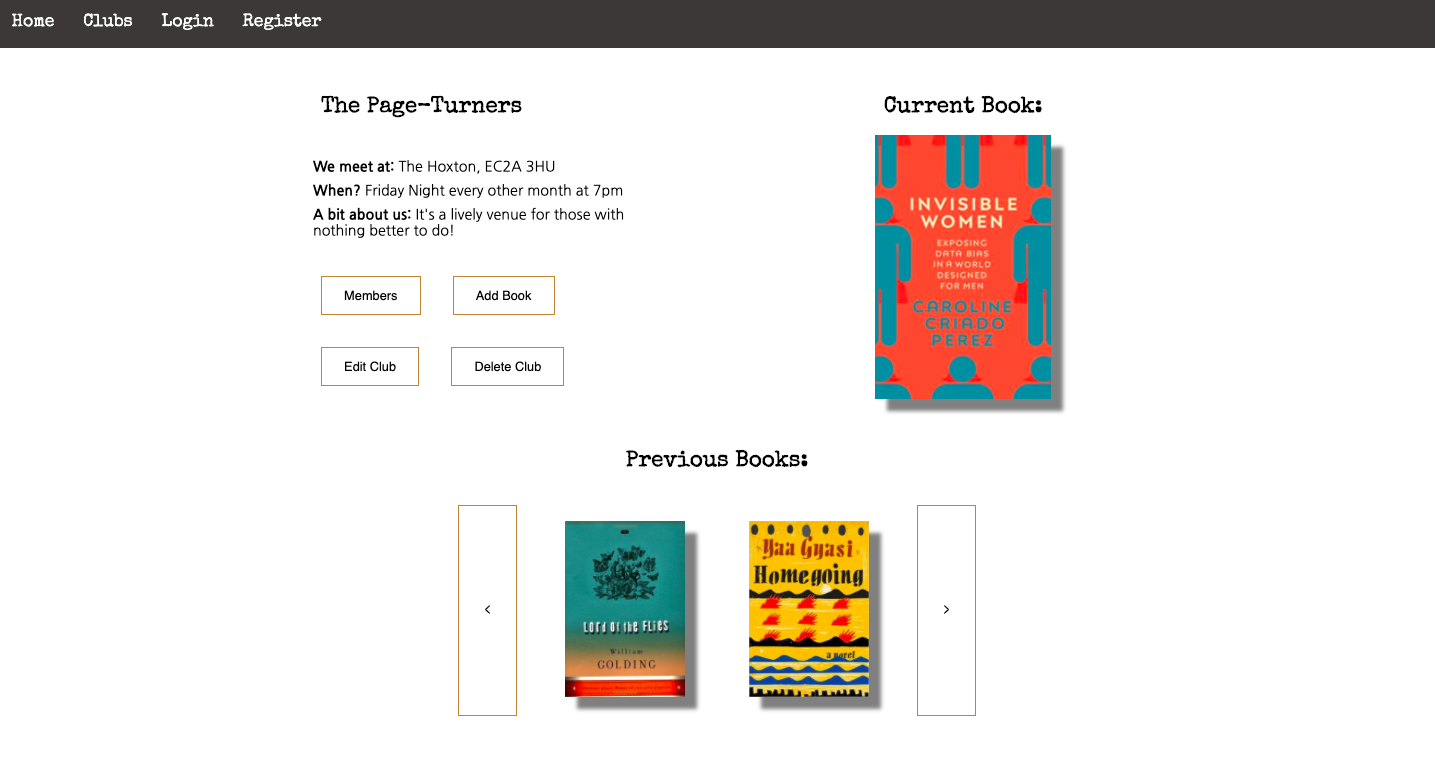 Home Clubs Login Register
The Page-Turners
We meet at: The Hoxton, EC2A 3HU
When? Friday Night every other month at 7pm
A bit about us: It's a lively venue for those with
nothing better to do!
Members Add Book
Edit Club Delete Club
Current Book:
INVISIBLE
WOMEN
EXPOSING
DATA BIAS
IN A WORLD
DESIGNED
FOR MEN
CAROLINE
CRIADO
PEREZ
Previous Books:
<
LORD OF THE FLIES
William
GOLDING
Yaa Gyasi
Homegoing
a novel
>